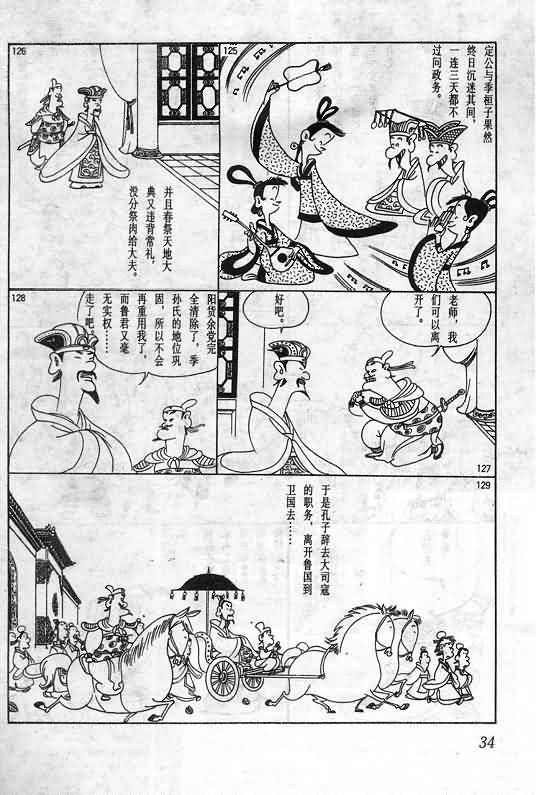 125
定公与季桓子果然
终日沉迷其间，
一连三天都不
过问政务。
126
并且春祭天地大
典又违背常礼，
没分祭肉给大夫。
127
老师，我
们可以离
开了。
好吧。
128
阳货余党完
全清除了，季
孙氏的地位巩
固，所以不会
再重用我了，
而鲁君又毫
无实权……
走了吧。
129
于是孔子辞去大司寇
的职务，离开鲁国到
卫国去……
34